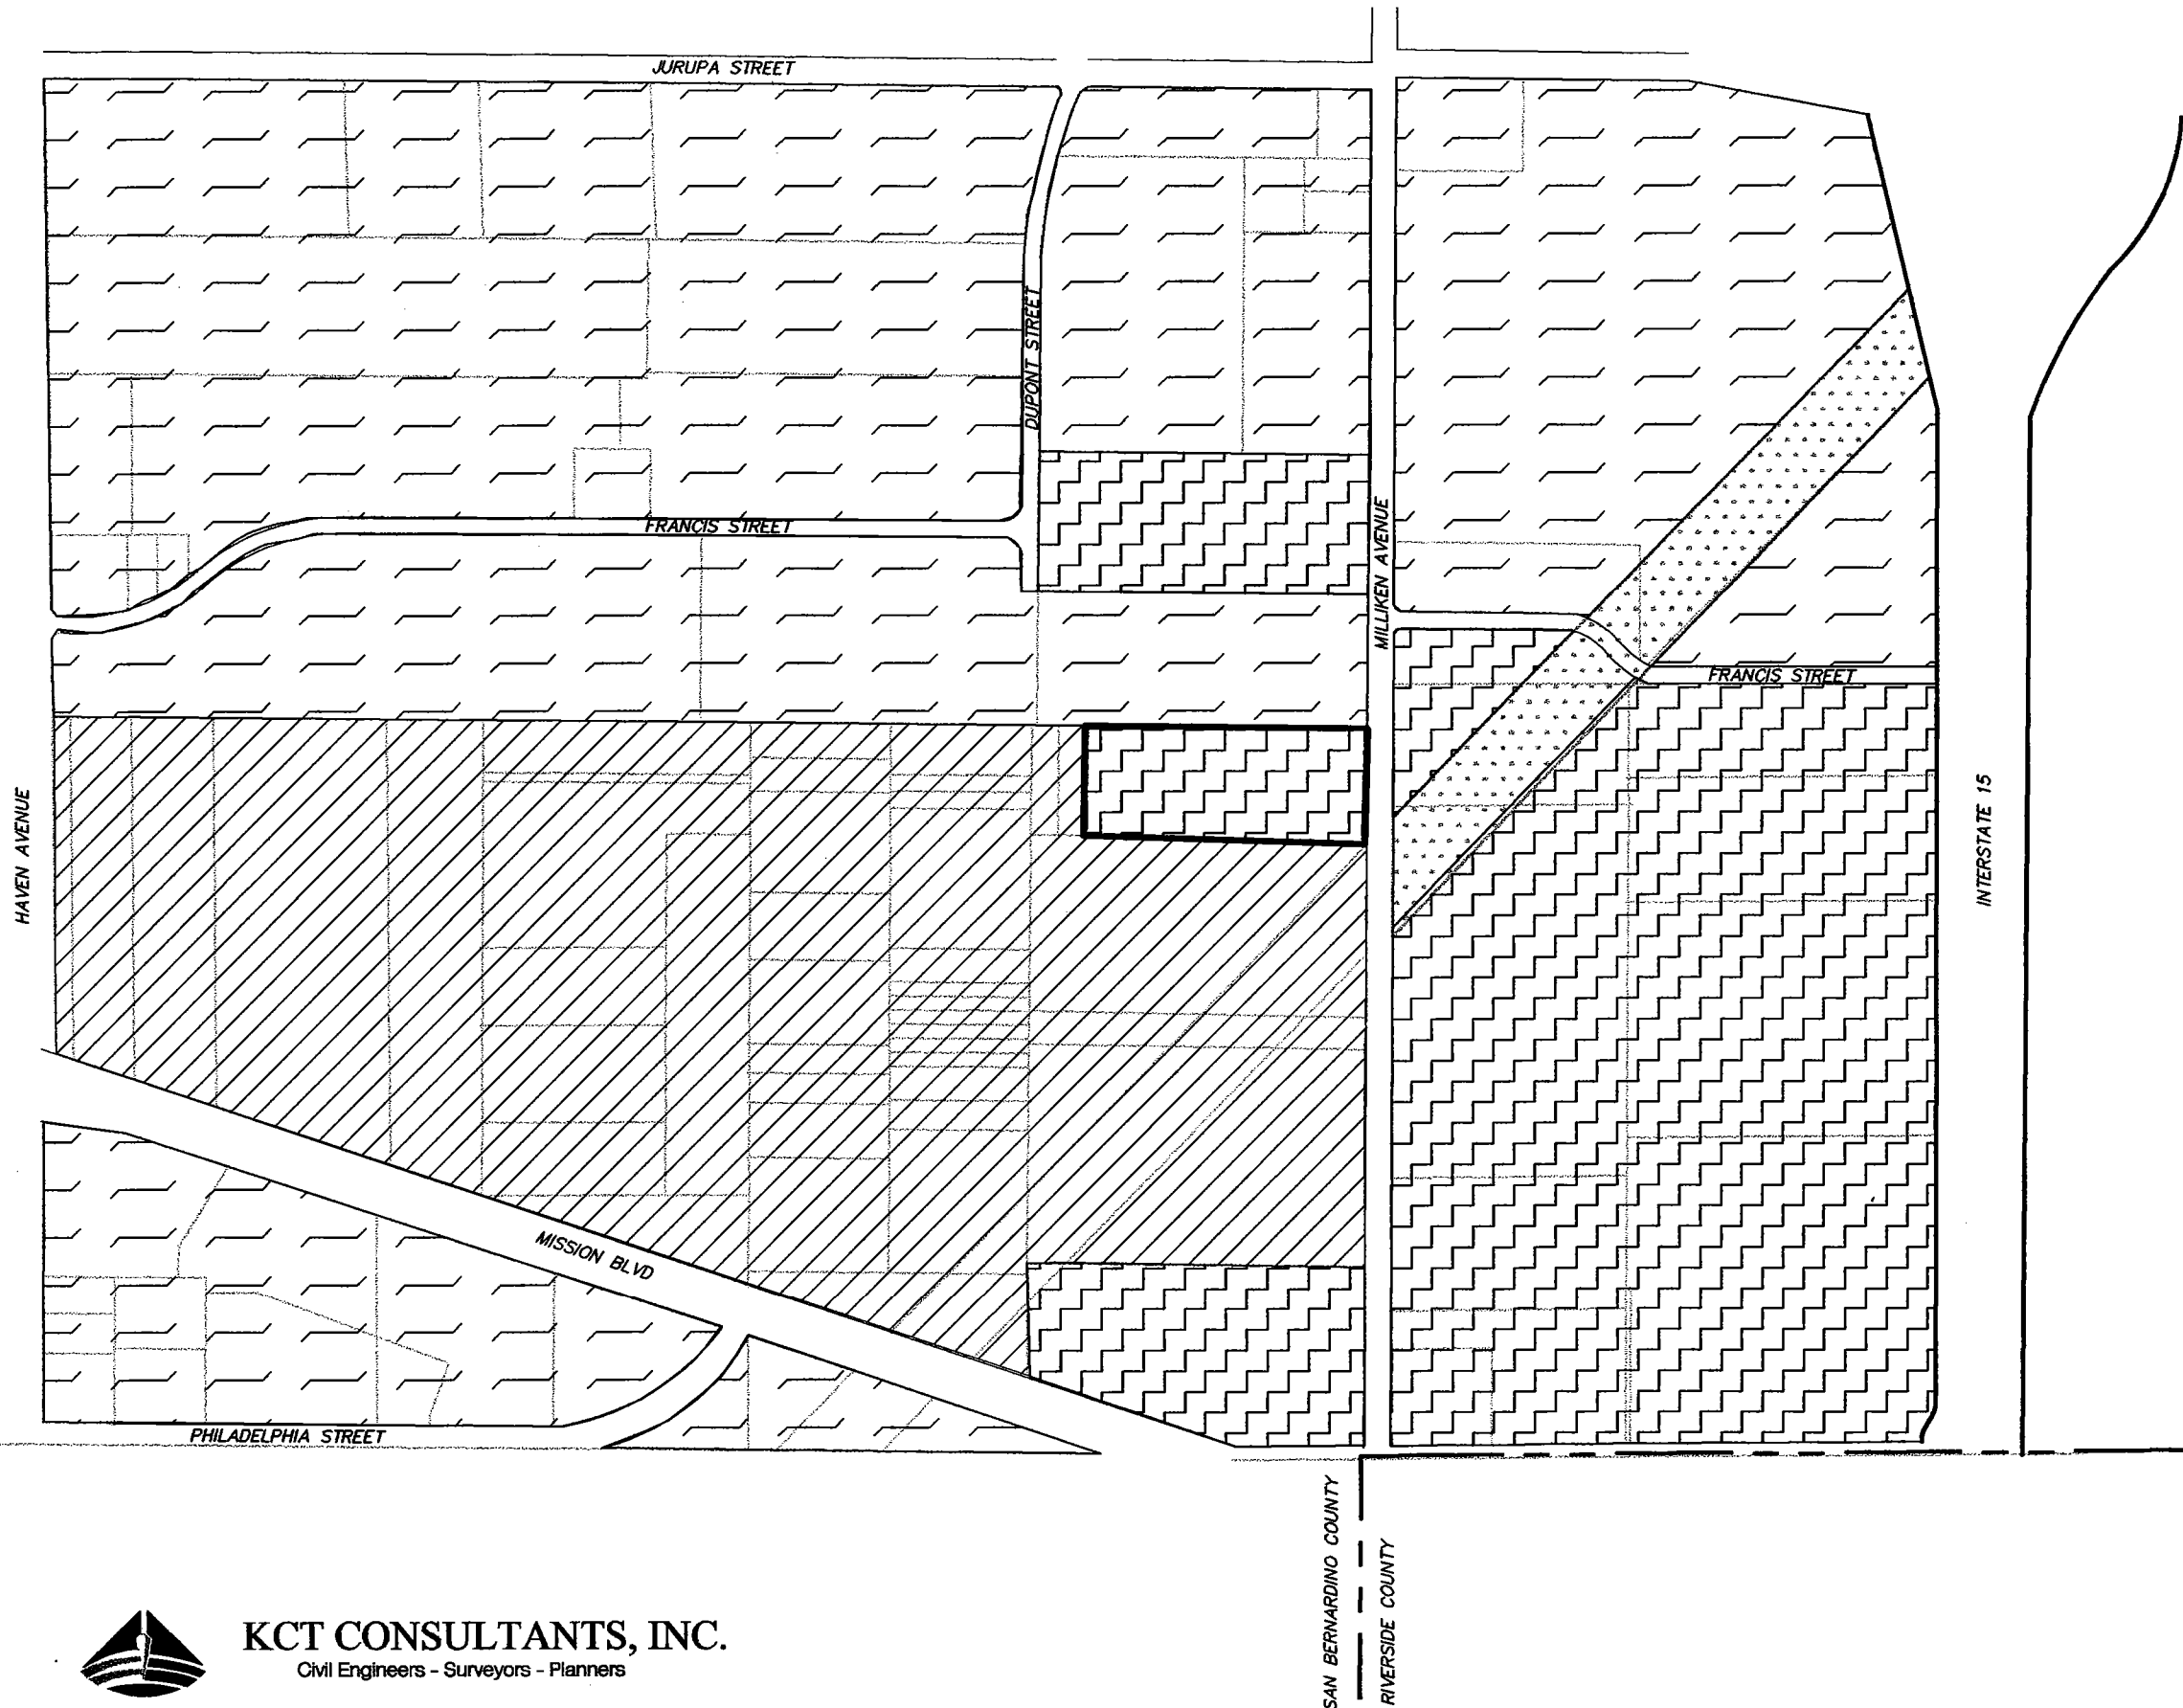 JURUPA STREET
DUPONT STREET
FRANCIS STREET
MILLIKEN AVENUE
FRANCIS STREET
HAVEN AVENUE
INTERSTATE 15
MISSION BLVD
PHILADELPHIA STREET
SAN BERNARDINO COUNTY
RIVERSIDE COUNTY
KCT CONSULTANTS, INC.
Civil Engineers - Surveyors - Planners